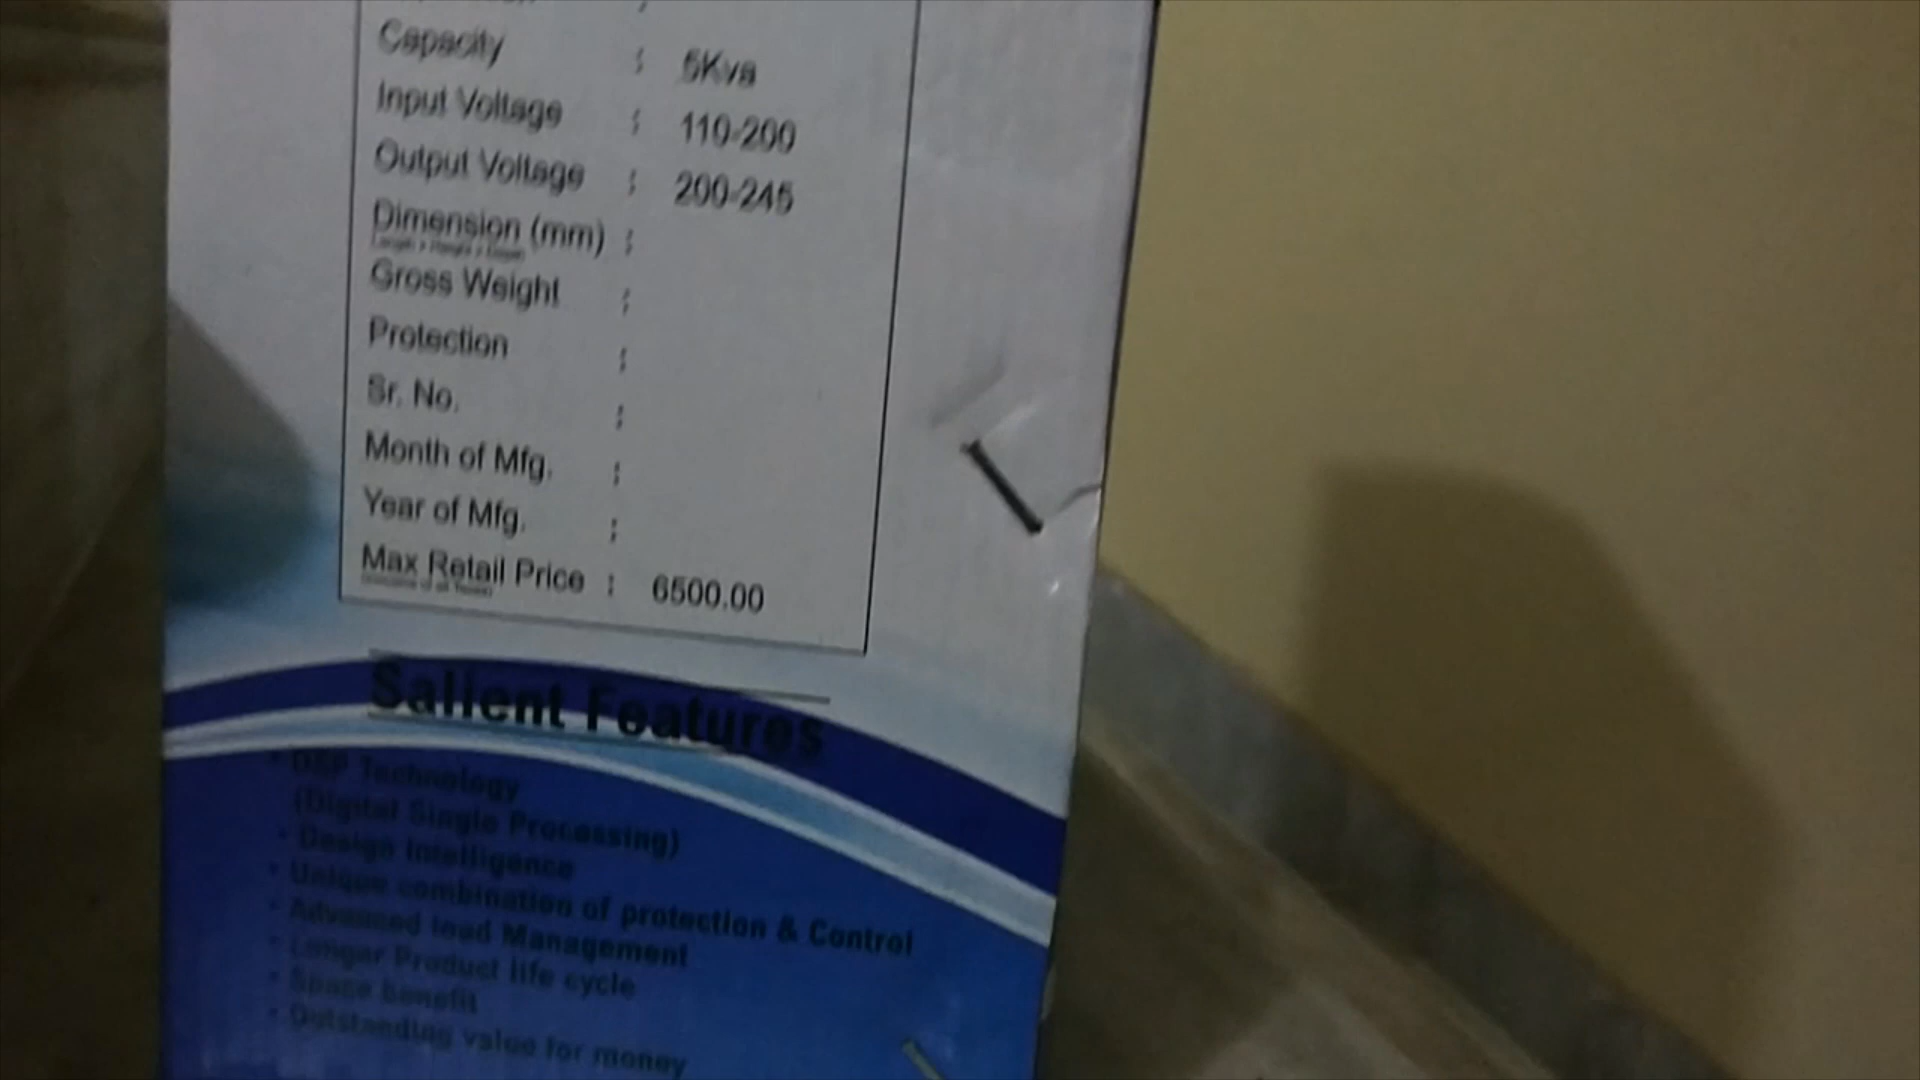 Capacity : 5Kva
Input Voltage : 110-200
Output Voltage : 200-245
Dimension (mm) :
Gross Weight :
Protection :
Sr. No. :
Month of Mfg. :
Year of Mfg. :
Max Retail Price : 6500.00
Salient Features
• DSP Technology
(Digital Single Processing)
• Design Intelligence
• Unique combination of protection & Control
• Advanced load Management
• Longer Product life cycle
• Space benefit
• Outstanding value for money